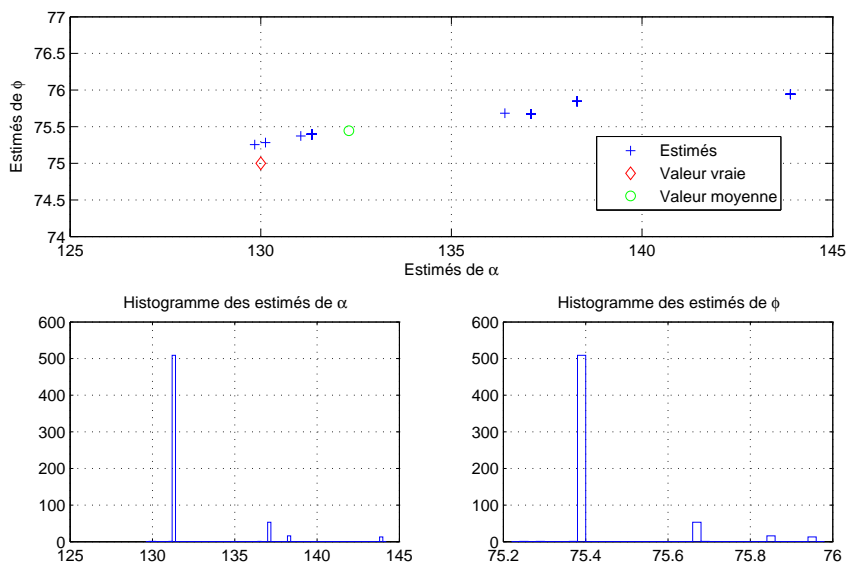 77
76.5
76
75.5
75
74.5
74
Estimés de ϕ
125 130 135 140 145
Estimés de α
Estimés
Valeur vraie
Valeur moyenne
Histogramme des estimés de α
600
500
400
300
200
100
0
125 130 135 140 145
Histogramme des estimés de ϕ
600
500
400
300
200
100
0
75.2 75.4 75.6 75.8 76